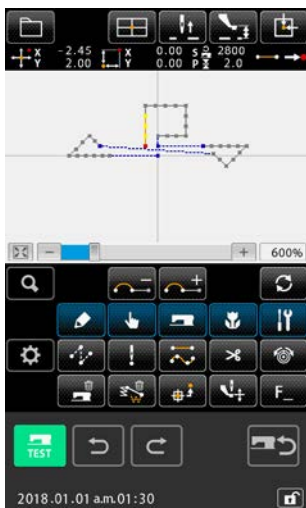 X -2.45 X 0.00 S 2800
Y 2.00 Y 0.00 P 2.0
600%
W
F_
TEST
2018.01.01 a.m.01:30